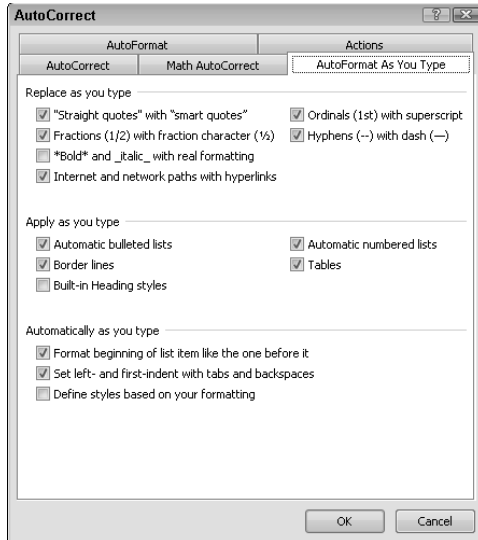 AutoCorrect
AutoFormat Actions
AutoCorrect Math AutoCorrect AutoFormat As You Type
Replace as you type
"Straight quotes" with “smart quotes” Ordinals (1st) with superscript
Fractions (1/2) with fraction character (½) Hyphens (--) with dash (—)
*Bold* and _italic_ with real formatting
Internet and network paths with hyperlinks
Apply as you type
Automatic bulleted lists Automatic numbered lists
Border lines Tables
Built-in Heading styles
Automatically as you type
Format beginning of list item like the one before it
Set left- and first-indent with tabs and backspaces
Define styles based on your formatting
OK Cancel